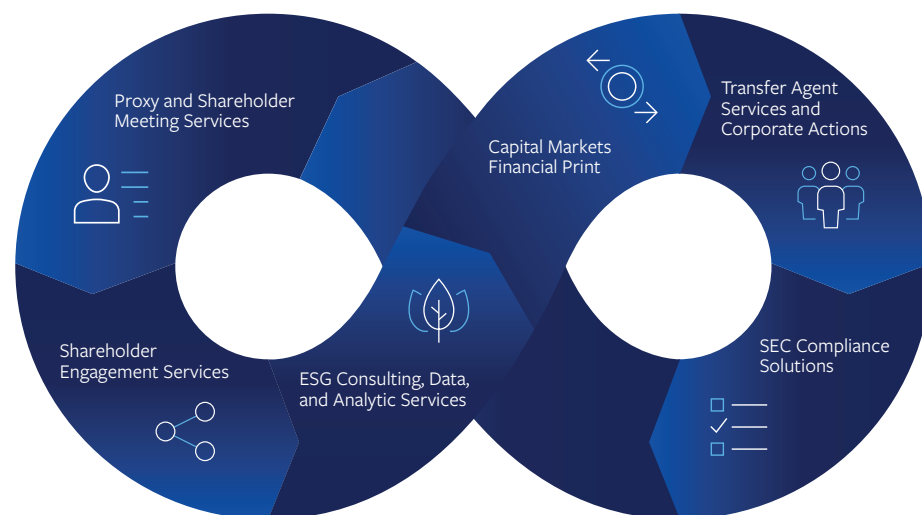 Proxy and Shareholder
Meeting Services
Capital Markets
Financial Print
Transfer Agent
Services and
Corporate Actions
Shareholder
Engagement Services
ESG Consulting, Data,
and Analytic Services
SEC Compliance
Solutions